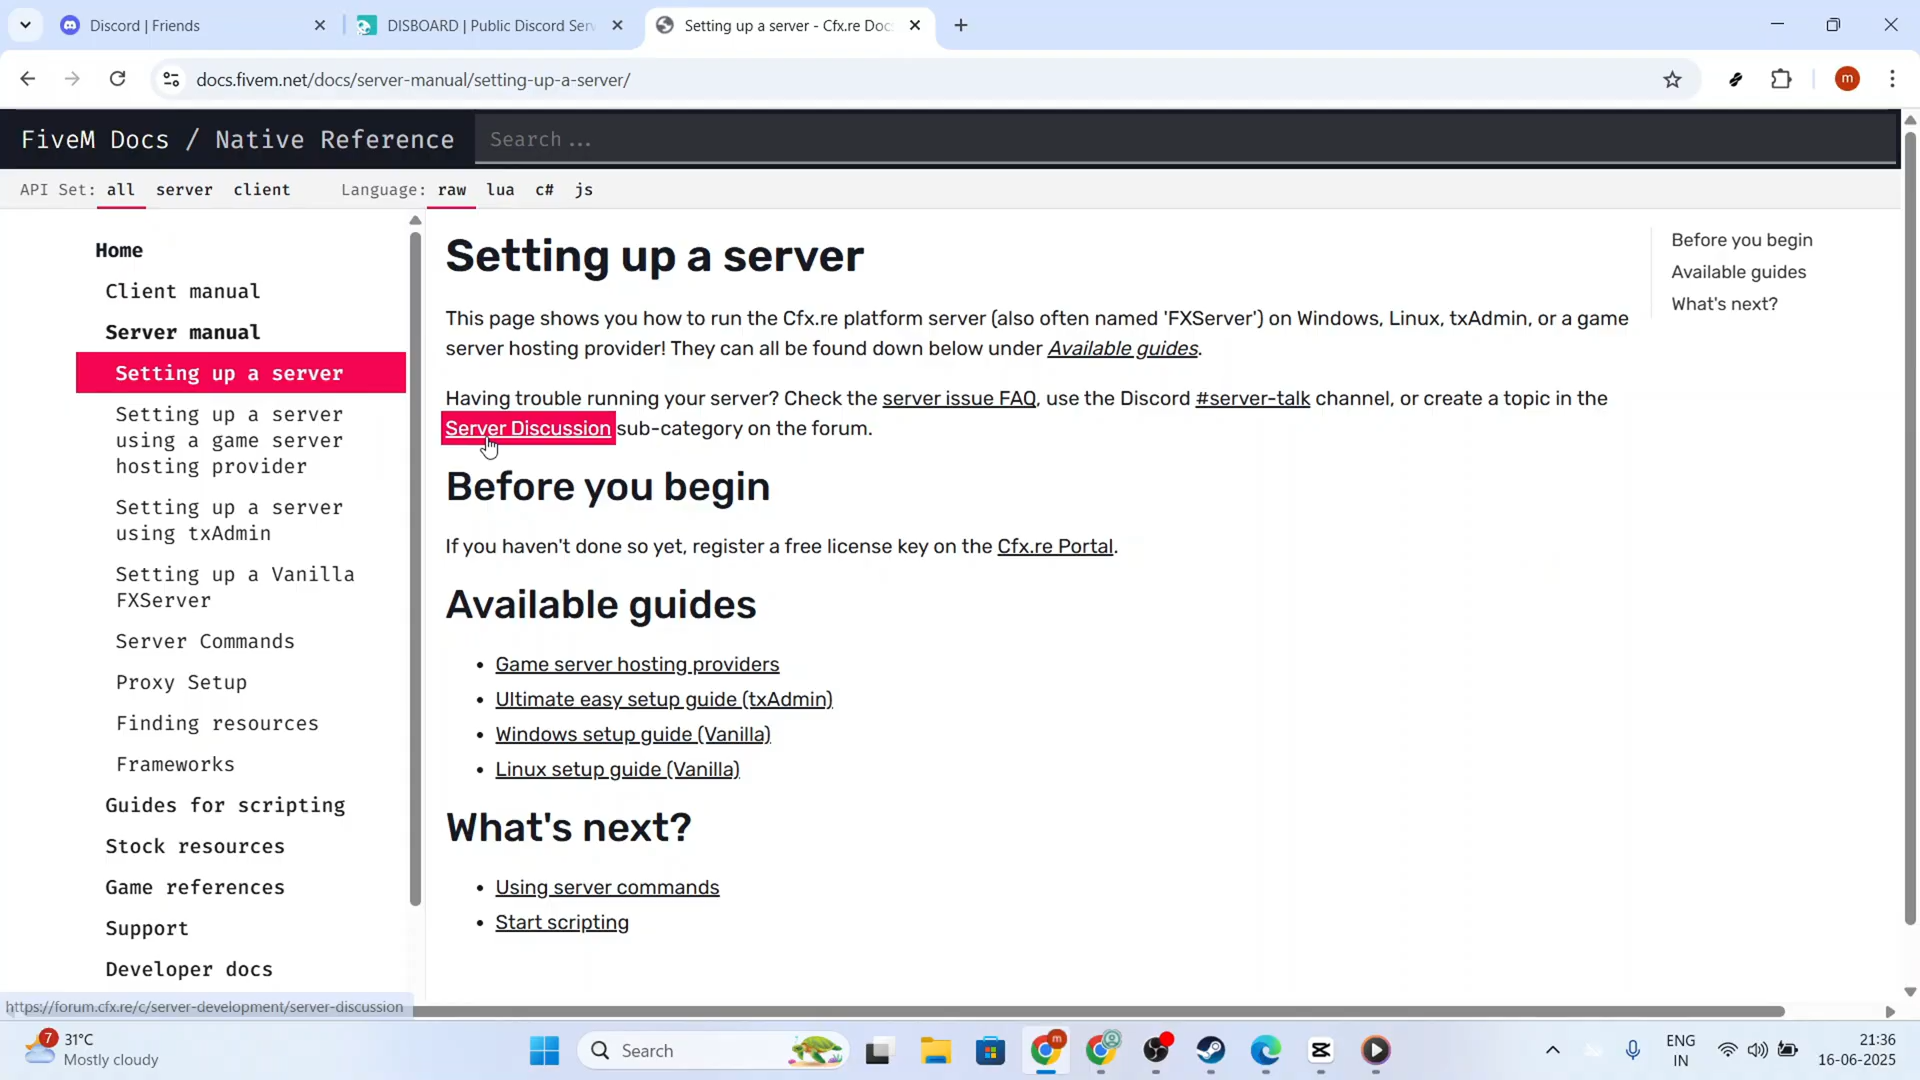 Discord | Friends
DISBOARD | Public Discord Ser
Setting up a server - Cfx.re Doc
docs.fivem.net/docs/server-manual/setting-up-a-server/
m
FiveM Docs / Native Reference
Search ...
API Set: all server client Language: raw lua c# js
Home
Client manual
Server manual
Setting up a server
Setting up a server
using a game server
hosting provider
Setting up a server
using txAdmin
Setting up a Vanilla
FXServer
Server Commands
Proxy Setup
Finding resources
Frameworks
Guides for scripting
Stock resources
Game references
Support
Developer docs
Setting up a server
This page shows you how to run the Cfx.re platform server (also often named 'FXServer') on Windows, Linux, txAdmin, or a game
server hosting provider! They can all be found down below under Available guides.
Having trouble running your server? Check the server issue FAQ, use the Discord #server-talk channel, or create a topic in the
Server Discussion sub-category on the forum.
Before you begin
If you haven't done so yet, register a free license key on the Cfx.re Portal.
Available guides
• Game server hosting providers
• Ultimate easy setup guide (txAdmin)
• Windows setup guide (Vanilla)
• Linux setup guide (Vanilla)
What's next?
• Using server commands
• Start scripting
Before you begin
Available guides
What's next?
https://forum.cfx.re/c/server-development/server-discussion
7
31°C
Mostly cloudy
Search
m
ENG
IN
21:36
16-06-2025